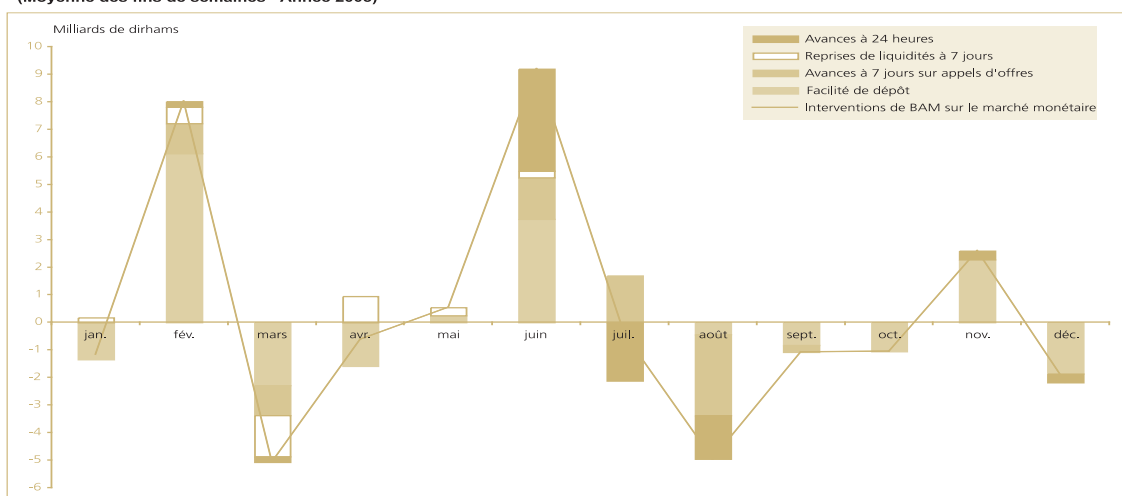 Milliards de dirhams
Avances à 24 heures
Reprises de liquidités à 7 jours
Avances à 7 jours sur appels d'offres
Facilité de dépôt
Interventions de BAM sur le marché monétaire
10
9
8
7
6
5
4
3
2
1
0
-1
-2
-3
-4
-5
-6
jan. fév. mars avr. mai juin juil. août sept. oct. nov. déc.